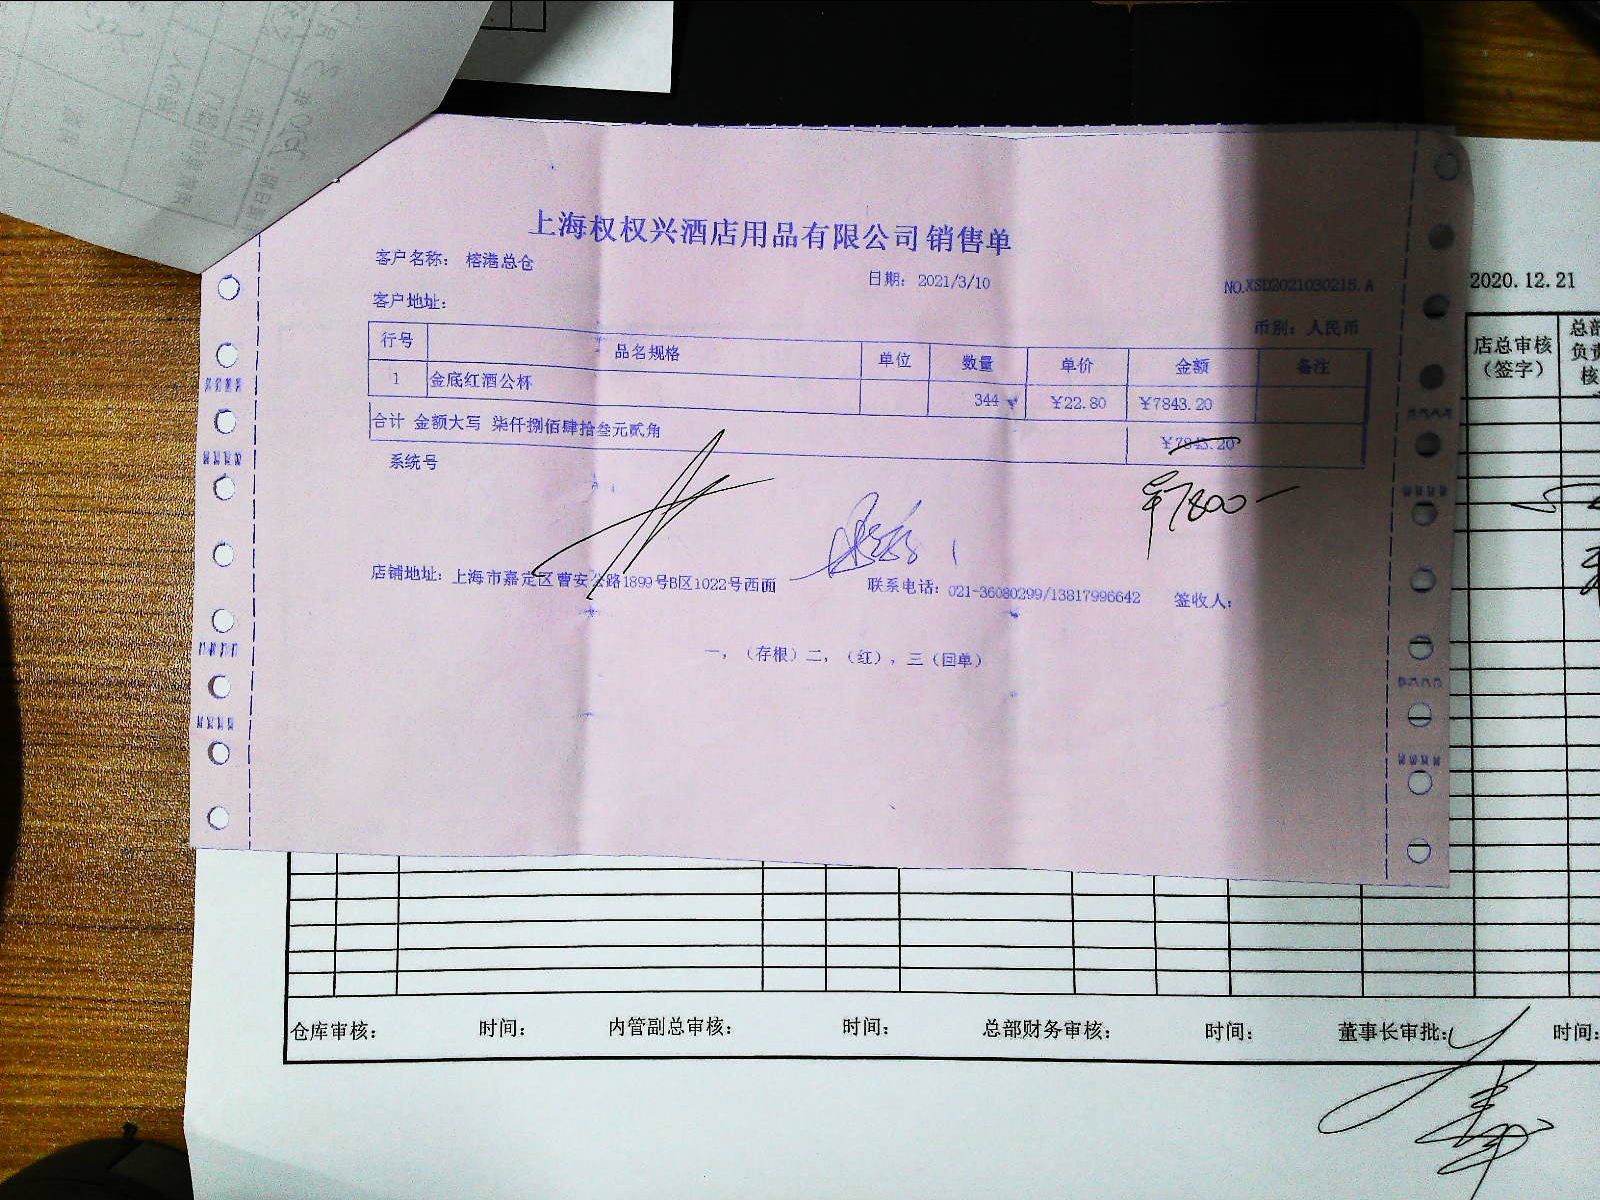 上海权权兴酒店用品有限公司销售单
客户名称： 榕港总仓
日期： 2021/3/10
NO.XSD2021030215.A
客户地址：
币别：人民币
行号 品名规格 单位 数量 单价 金额 备注
1 金底红酒公杯 344 ¥22.80 ¥7843.20
合计 金额大写 柒仟捌佰肆拾叁元贰角 ¥7843.20
系统号
7800
店铺地址：上海市嘉定区曹安公路1899号B区1022号西面 联系电话：021-36080299/13817996642 签收人：
一，（存根）二，（红），三（回单）
2020.12.21
店总审核 总部
（签字） 负责
核
仓库审核： 时间： 内管副总审核： 时间： 总部财务审核： 时间： 董事长审批： 时间：